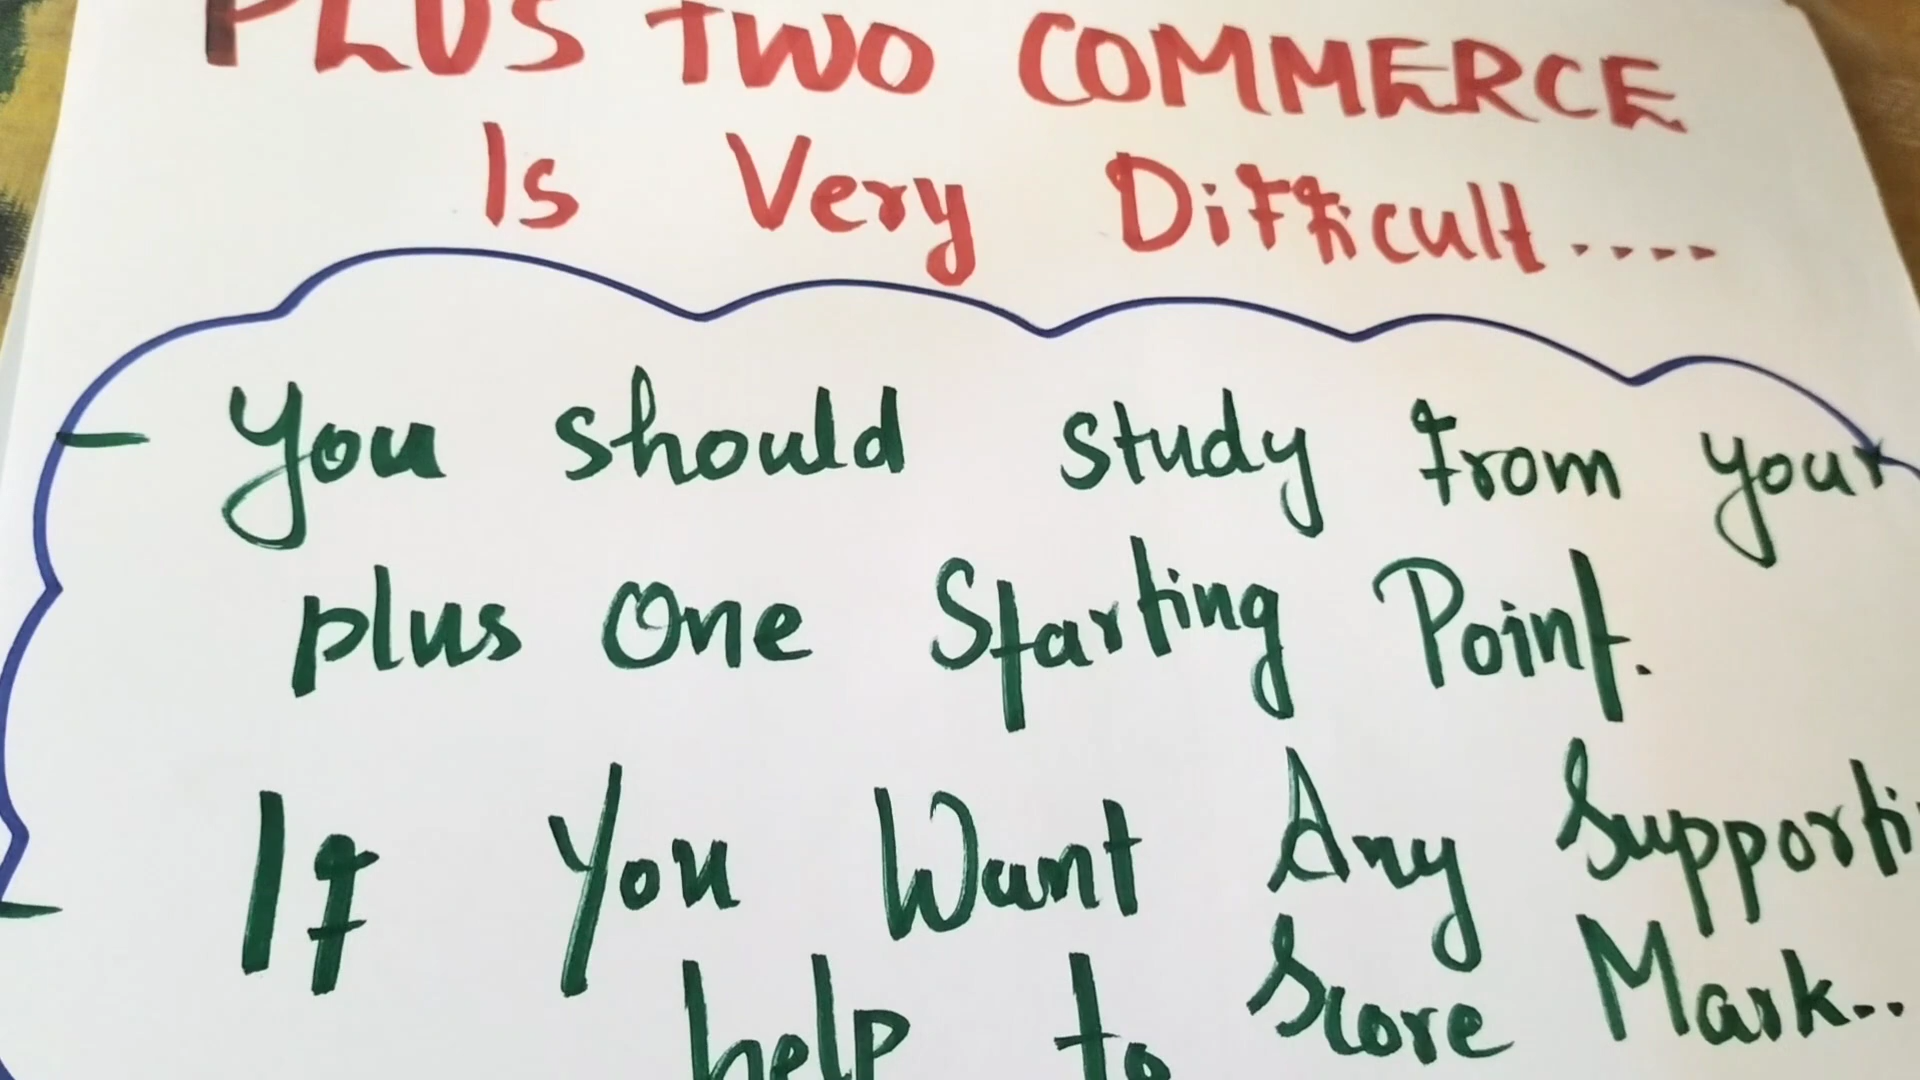 PLUS TWO COMMERCE
Is Very Difficult....
- You should study from your
plus One Starting Point.
- If You Want Any Supporti
help to Score Mark..